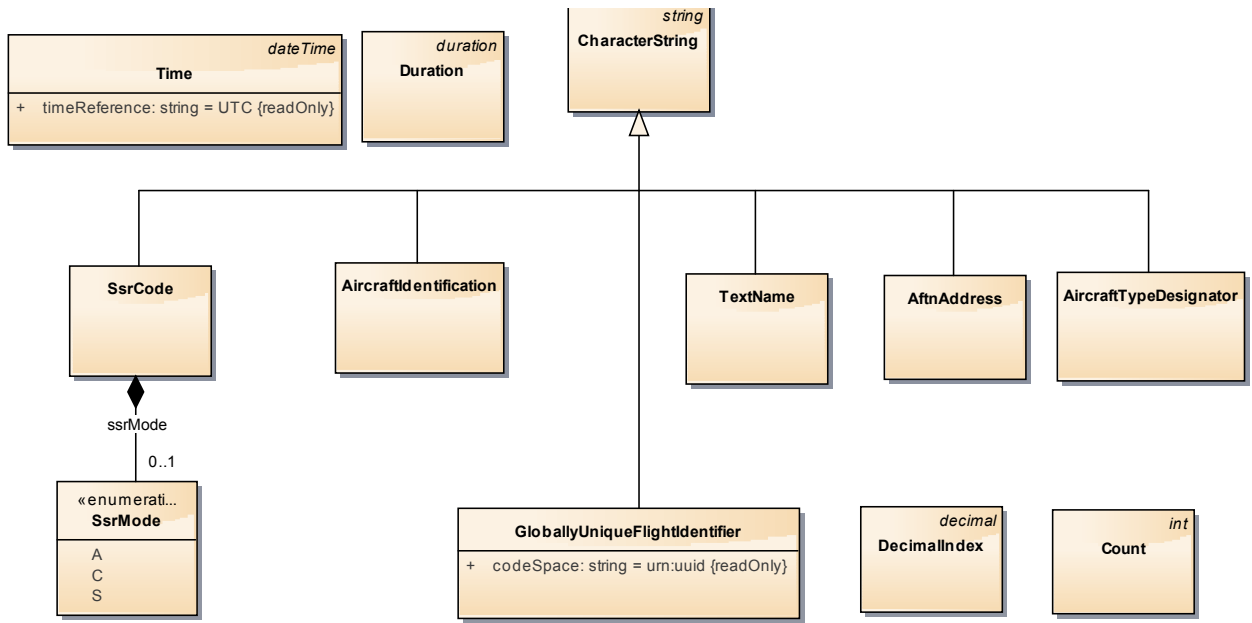 string
CharacterString
dateTime
Time
+ timeReference: string = UTC {readOnly}
duration
Duration
SsrCode
AircraftIdentification
TextName
AftnAddress
AircraftTypeDesignator
ssrMode
0..1
«enumerati...
SsrMode
A
C
S
GloballyUniqueFlightIdentifier
+ codeSpace: string = urn:uuid {readOnly}
decimal
DecimalIndex
int
Count